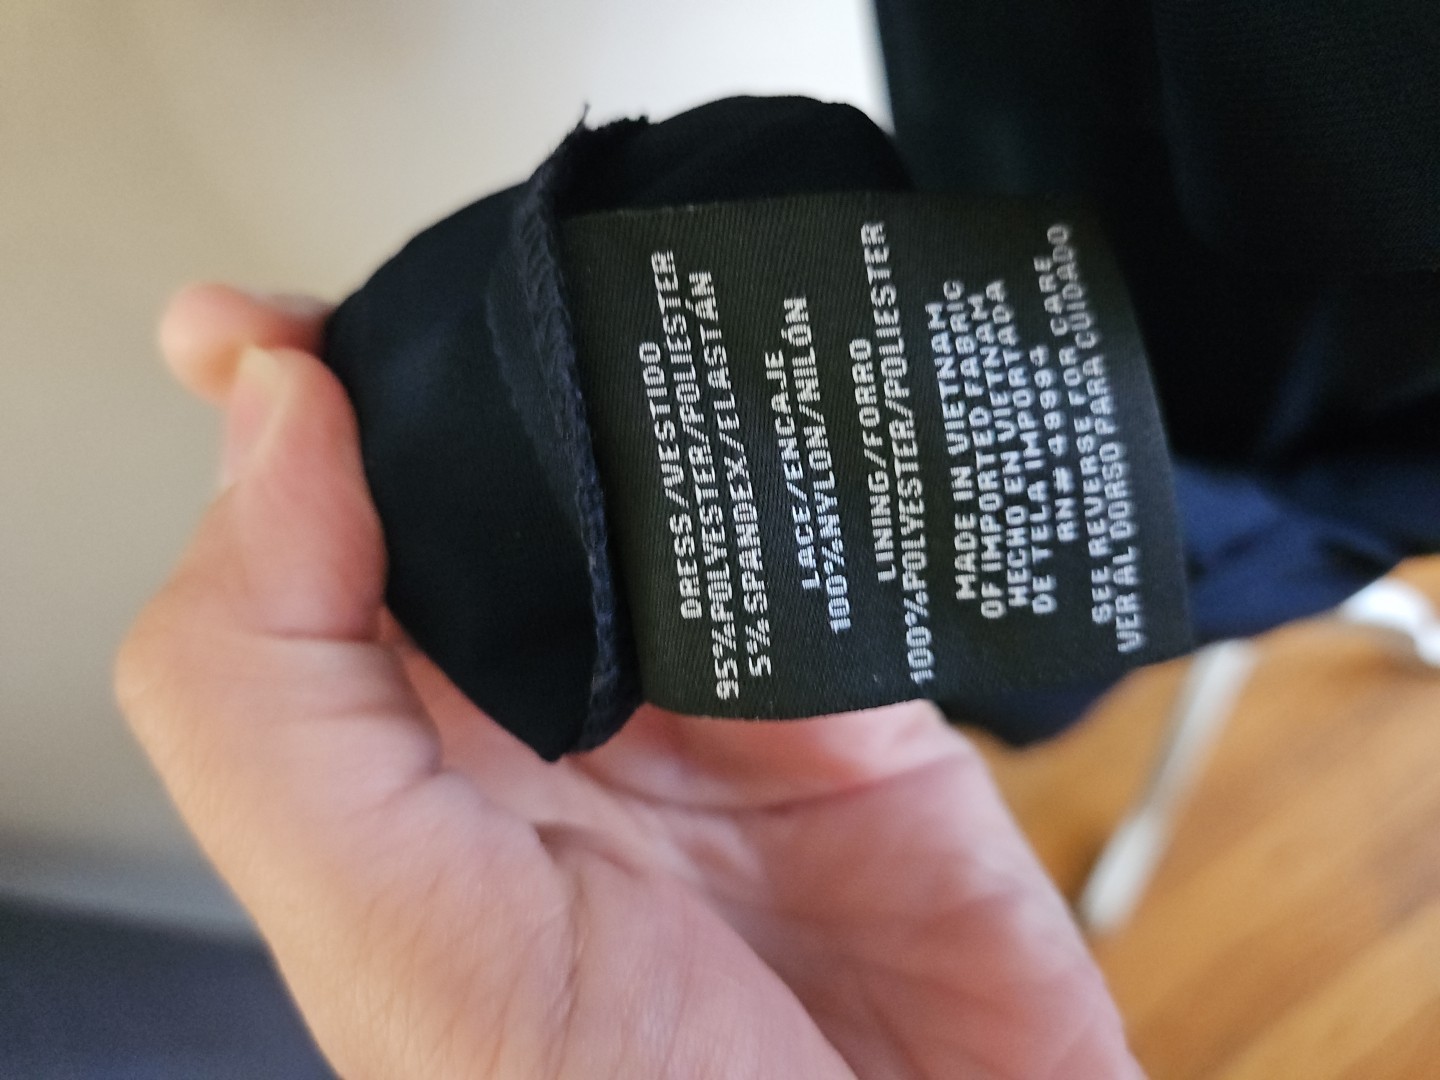 DRESS/VESTIDO
95%POLYESTER/POLIESTER
5%SPANDEX/ELASTÁN
LACE/ENCAJE
100%NYLON/NILÓN
LINING/FORRO
100%POLYESTER/POLIESTER
MADE IN VIETNAM
OF IMPORTED FABRIC
HECHO EN VIETNAM
DE TELA IMPORTADA
RN# 49994
SEE REVERSE FOR CARE
VER AL DORSO PARA CUIDADO